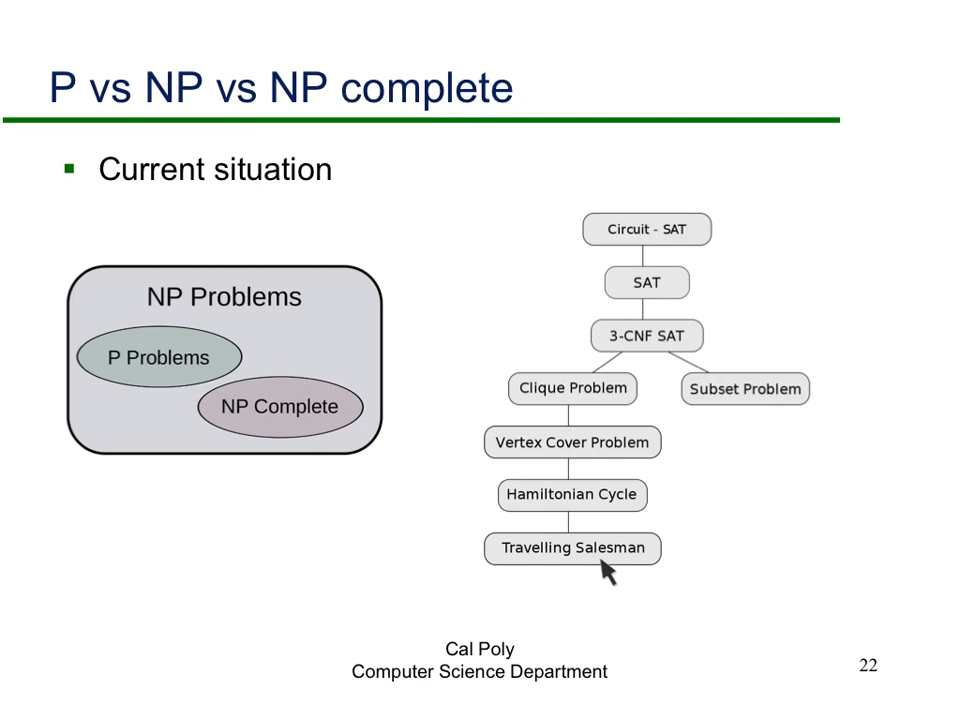 P vs NP vs NP complete
Current situation
NP Problems
P Problems
NP Complete
Circuit - SAT
SAT
3-CNF SAT
Clique Problem
Subset Problem
Vertex Cover Problem
Hamiltonian Cycle
Travelling Salesman
Cal Poly
Computer Science Department
22